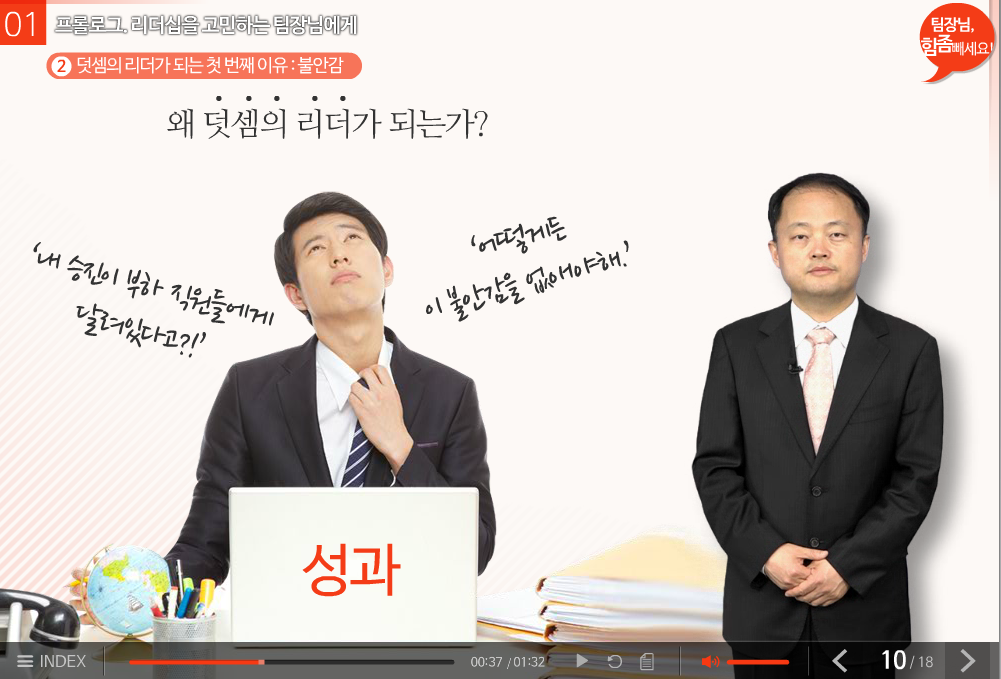 01 프롤로그. 리더십을 고민하는 팀장님에게
팀장님,
힘좀빼세요!
2 덧셈의 리더가 되는 첫 번째 이유 : 불안감
왜 덧셈의 리더가 되는가?
‘내 승진이 부하 직원들에게
달려있다고?!’
‘어떻게든
이 불안감을 없애야해.’
성과
INDEX
00:37 / 01:32
10 / 18